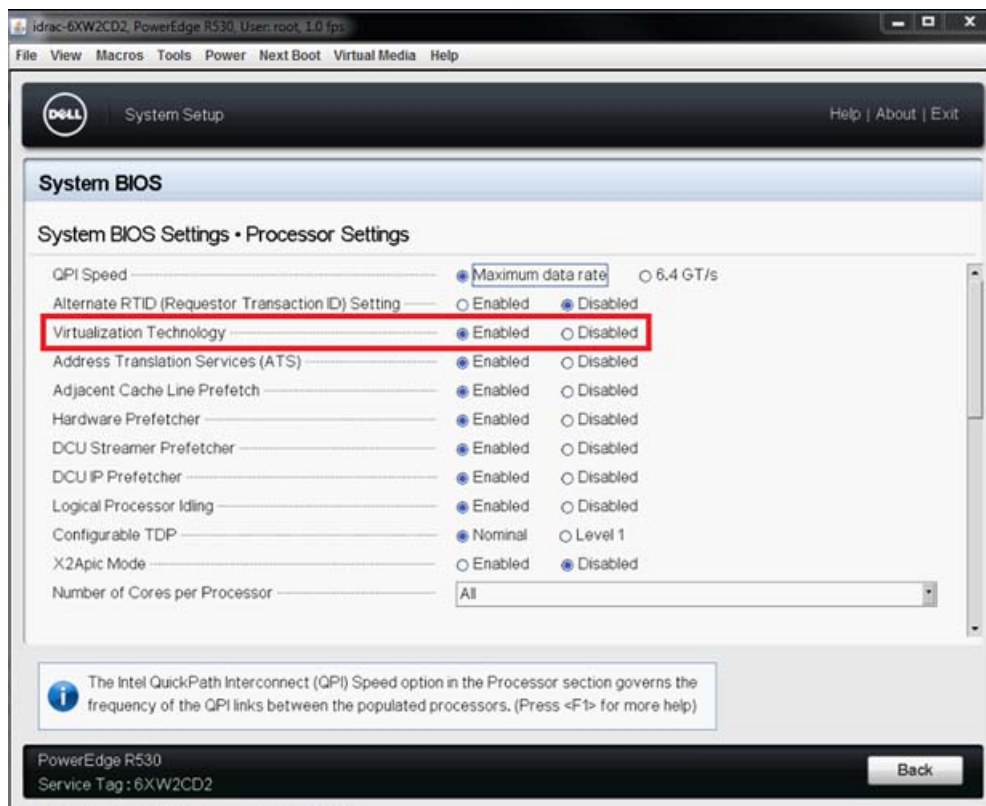 idrac-6XW2CD2, PowerEdge R530, User: root, 1.0 fps
File View Macros Tools Power Next Boot Virtual Media Help
DELL System Setup Help | About | Exit
System BIOS
System BIOS Settings • Processor Settings
QPI Speed Maximum data rate 6.4 GT/s
Alternate RTID (Requestor Transaction ID) Setting Enabled Disabled
Virtualization Technology Enabled Disabled
Address Translation Services (ATS) Enabled Disabled
Adjacent Cache Line Prefetch Enabled Disabled
Hardware Prefetcher Enabled Disabled
DCU Streamer Prefetcher Enabled Disabled
DCU IP Prefetcher Enabled Disabled
Logical Processor Idling Enabled Disabled
Configurable TDP Nominal Level 1
X2Apic Mode Enabled Disabled
Number of Cores per Processor All
The Intel QuickPath Interconnect (QPI) Speed option in the Processor section governs the
frequency of the QPI links between the populated processors. (Press <F1> for more help)
PowerEdge R530
Service Tag : 6XW2CD2
Back